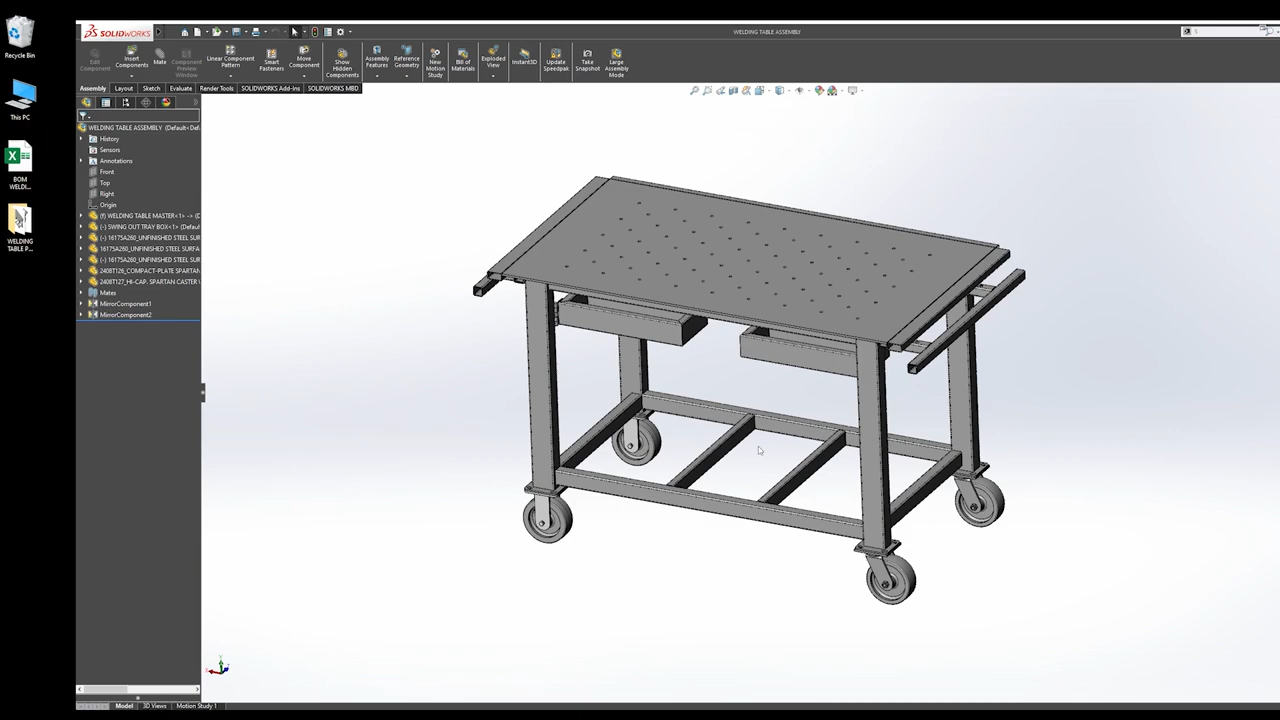 Recycle Bin
This PC
BOM
WELDI...
WELDING
TABLE P...
SOLIDWORKS
WELDING TABLE ASSEMBLY
Edit
Component
Insert
Components
Mate
Component
Preview
Window
Linear Component
Pattern
Smart
Fasteners
Move
Component
Show
Hidden
Components
Assembly
Features
Reference
Geometry
New
Motion
Study
Bill of
Materials
Exploded
View
Instant3D
Update
Speedpak
Take
Snapshot
Large
Assembly
Mode
Assembly Layout Sketch Evaluate Render Tools SOLIDWORKS Add-Ins SOLIDWORKS MBD
WELDING TABLE ASSEMBLY (Default<Def
History
Sensors
Annotations
Front
Top
Right
Origin
(f) WELDING TABLE MASTER<1> -> (D
(-) SWING OUT TRAY BOX<1> (Defau
(-) 16175A260_UNFINISHED STEEL SUR
16175A260_UNFINISHED STEEL SURFA
(-) 16175A260_UNFINISHED STEEL SUR
2408T126_COMPACT-PLATE SPARTAN
2408T127_HI-CAP. SPARTAN CASTER
Mates
MirrorComponent1
MirrorComponent2
Model 3D Views Motion Study 1